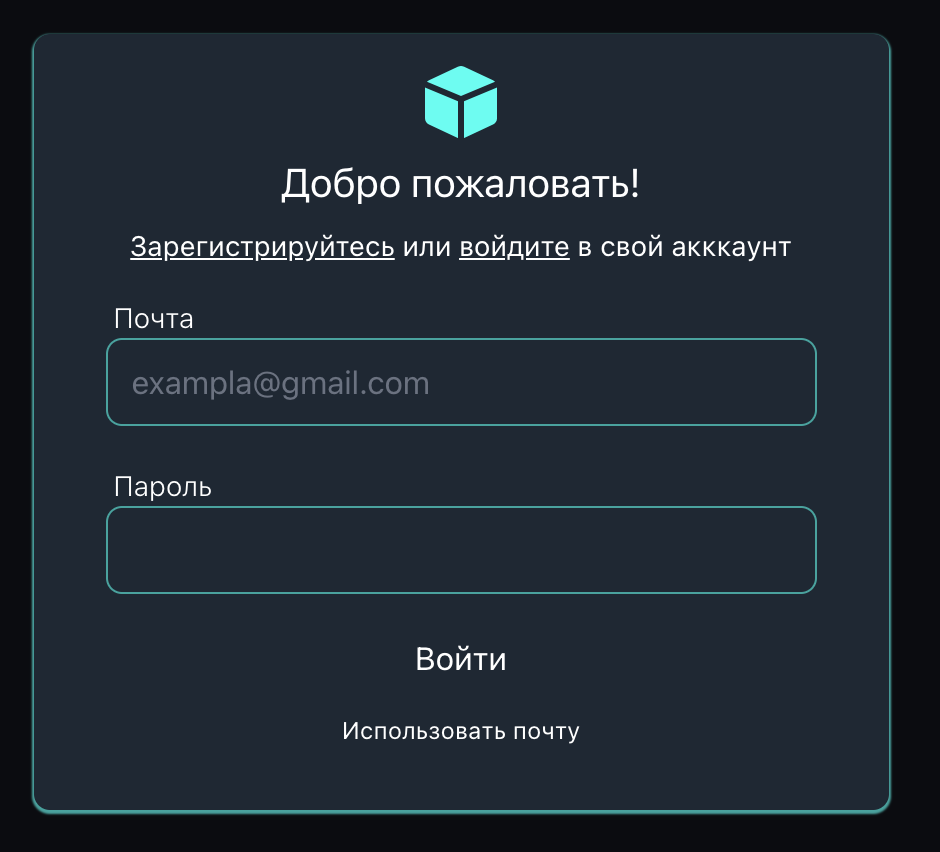 Добро пожаловать!
Зарегистрируйтесь или войдите в свой акккаунт
Почта
exampla@gmail.com
Пароль
Войти
Использовать почту